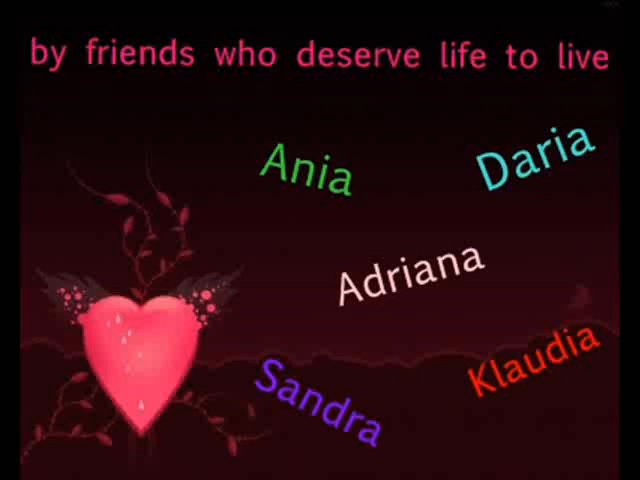 by friends who deserve life to live
Ania
Daria
Adriana
Klaudia
Sandra